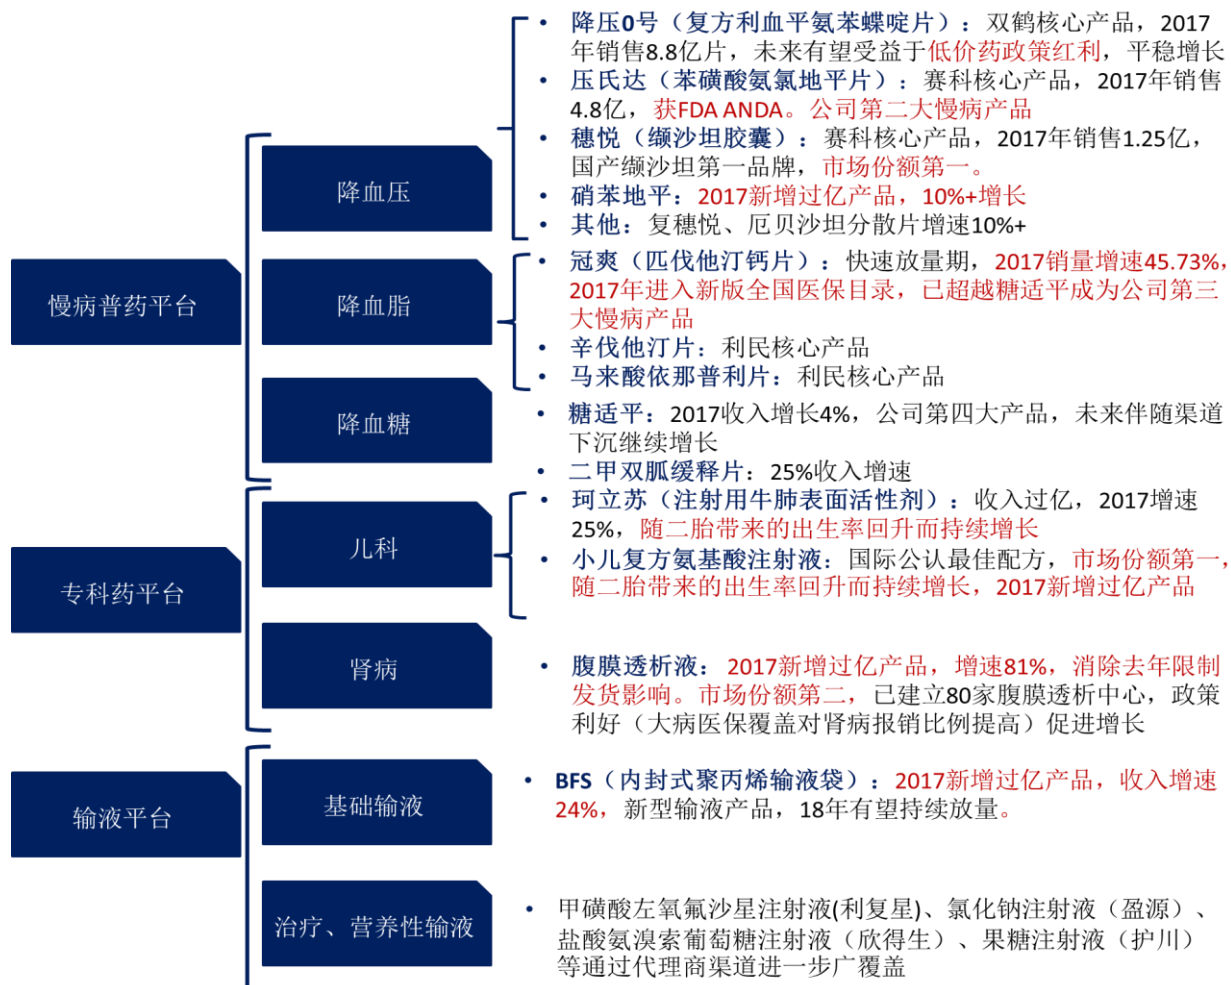 慢病普药平台
降血压
• 降压0号（复方利血平氨苯蝶啶片）：双鹤核心产品，2017
年销售8.8亿片，未来有望受益于低价药政策红利，平稳增长
• 压氏达（苯磺酸氨氯地平片）：赛科核心产品，2017年销售
4.8亿，获FDA ANDA。公司第二大慢病产品
• 穗悦（缬沙坦胶囊）：赛科核心产品，2017年销售1.25亿，
国产缬沙坦第一品牌，市场份额第一。
• 硝苯地平：2017新增过亿产品，10%+增长
• 其他：复穗悦、厄贝沙坦分散片增速10%+
降血脂
• 冠爽（匹伐他汀钙片）：快速放量期，2017销量增速45.73%，
2017年进入新版全国医保目录，已超越糖适平成为公司第三
大慢病产品
• 辛伐他汀片：利民核心产品
• 马来酸依那普利片：利民核心产品
降血糖
• 糖适平：2017收入增长4%，公司第四大产品，未来伴随渠道
下沉继续增长
• 二甲双胍缓释片：25%收入增速
专科药平台
儿科
• 珂立苏（注射用牛肺表面活性剂）：收入过亿，2017增速
25%，随二胎带来的出生率回升而持续增长
• 小儿复方氨基酸注射液：国际公认最佳配方，市场份额第一，
随二胎带来的出生率回升而持续增长，2017新增过亿产品
肾病
• 腹膜透析液：2017新增过亿产品，增速81%，消除去年限制
发货影响。市场份额第二，已建立80家腹膜透析中心，政策
利好（大病医保覆盖对肾病报销比例提高）促进增长
输液平台
基础输液
• BFS（内封式聚丙烯输液袋）：2017新增过亿产品，收入增速
24%，新型输液产品，18年有望持续放量。
治疗、营养性输液
• 甲磺酸左氧氟沙星注射液(利复星)、氯化钠注射液（盈源）、
盐酸氨溴索葡萄糖注射液（欣得生）、果糖注射液（护川）
等通过代理商渠道进一步广覆盖